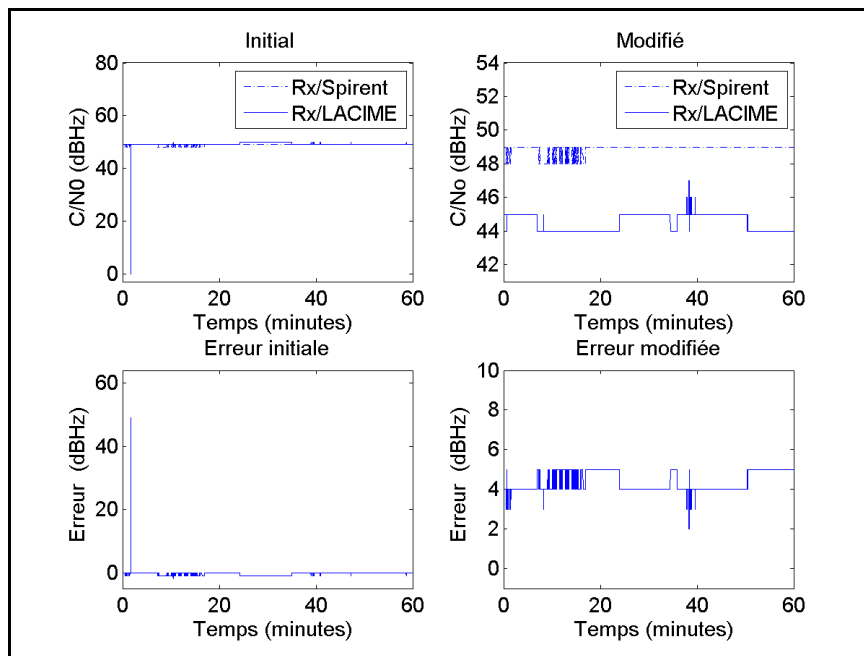 Initial
80
60
40
20
0
C/N0 (dBHz)
Rx/Spirent
Rx/LACIME
0
20
40
60
Temps (minutes)
Modifié
54
52
50
48
46
44
42
C/No (dBHz)
Rx/Spirent
Rx/LACIME
0
20
40
60
Temps (minutes)
Erreur initiale
60
40
20
0
Erreur (dBHz)
0
20
40
60
Temps (minutes)
Erreur modifiée
10
8
6
4
2
0
Erreur (dBHz)
0
20
40
60
Temps (minutes)